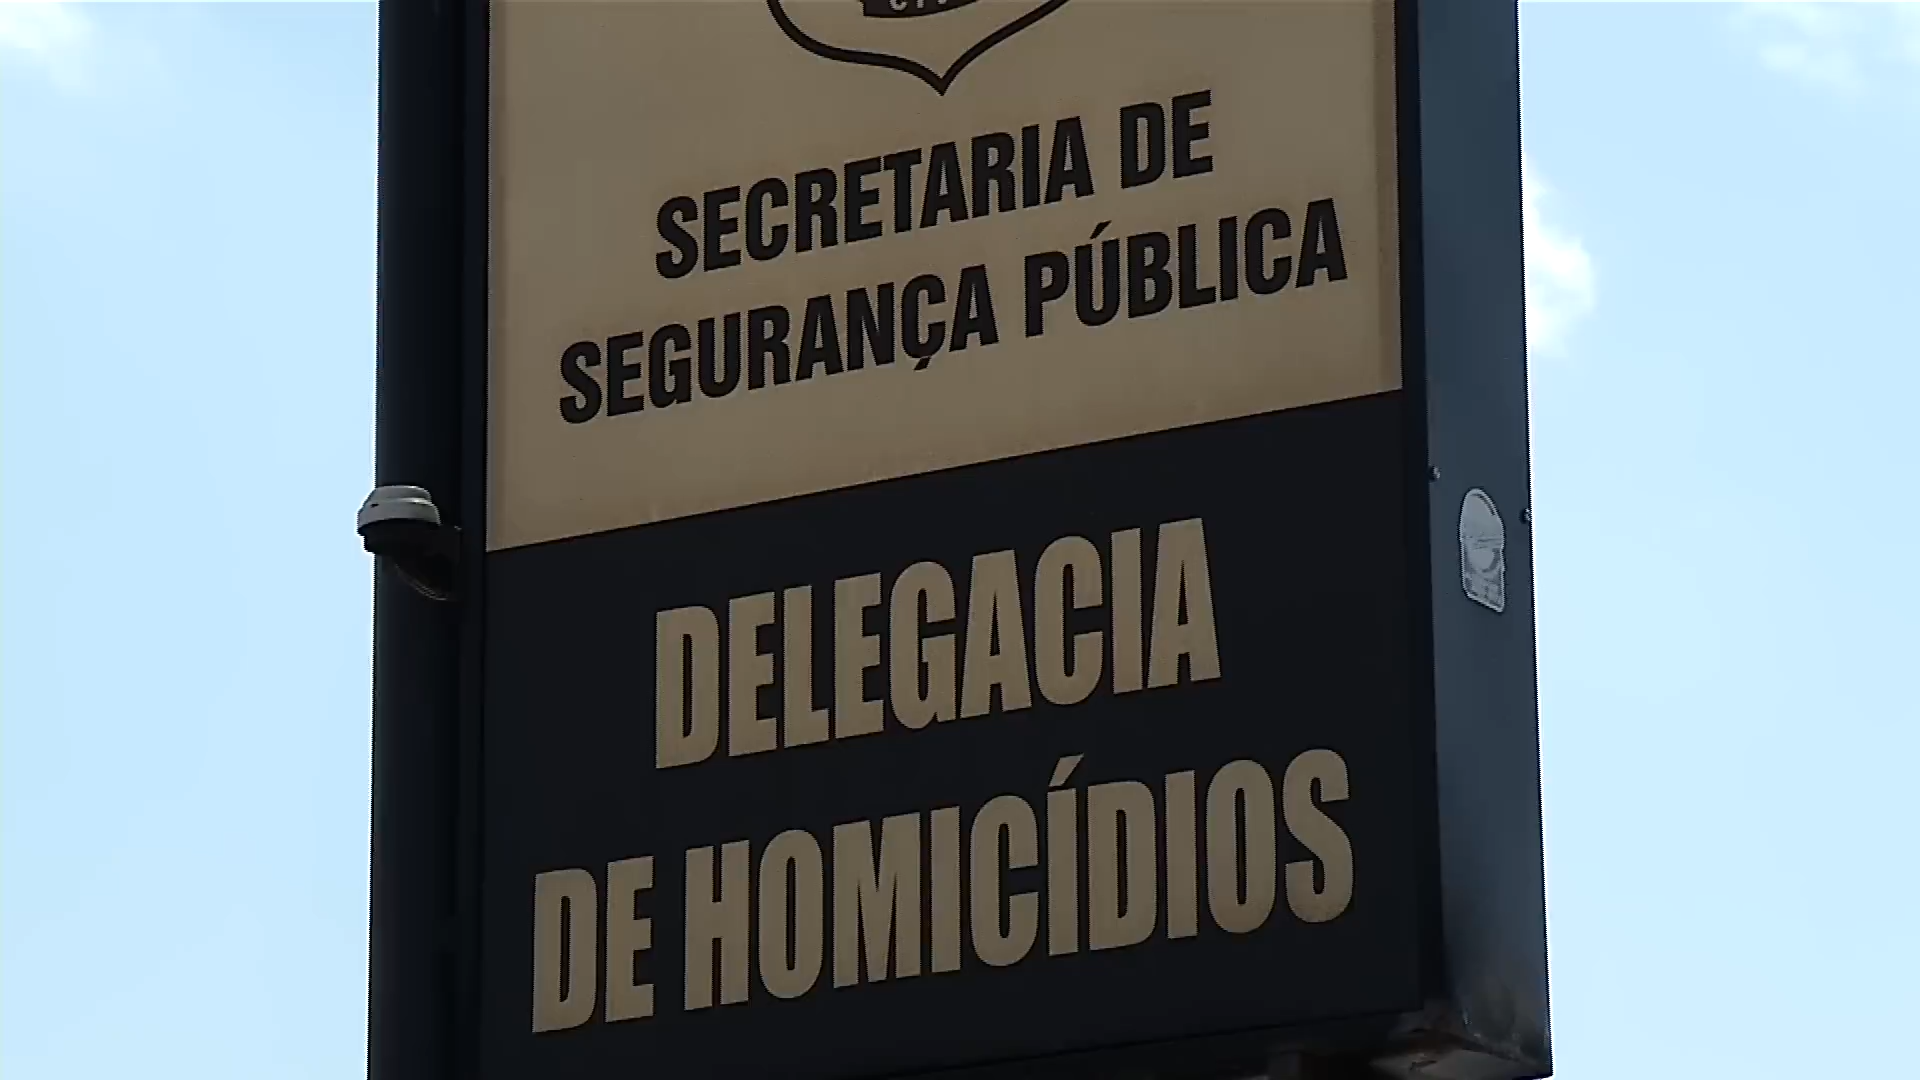 SECRETARIA DE
SEGURANÇA PÚBLICA
DELEGACIA
DE HOMICÍDIOS